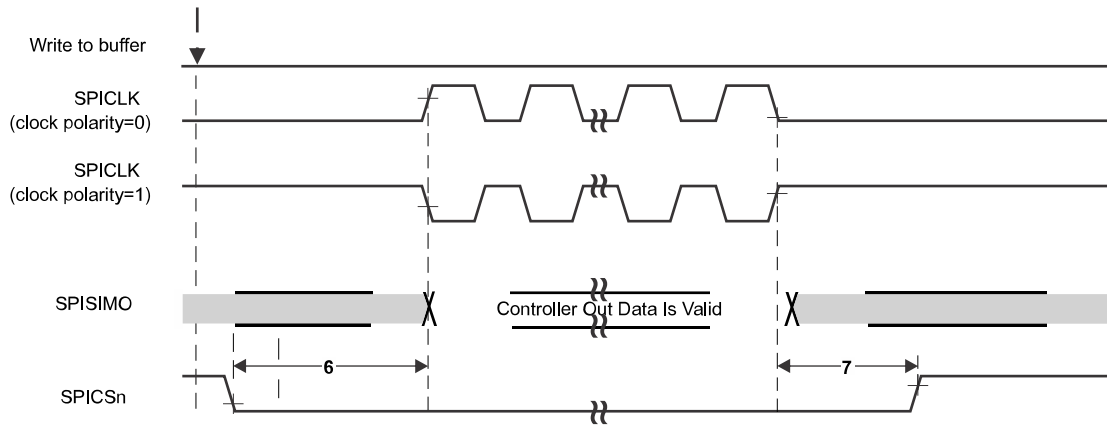 Write to buffer
SPICLK
(clock polarity=0)
SPICLK
(clock polarity=1)
SPISIMO
Controller Out Data Is Valid
6
7
SPICSn